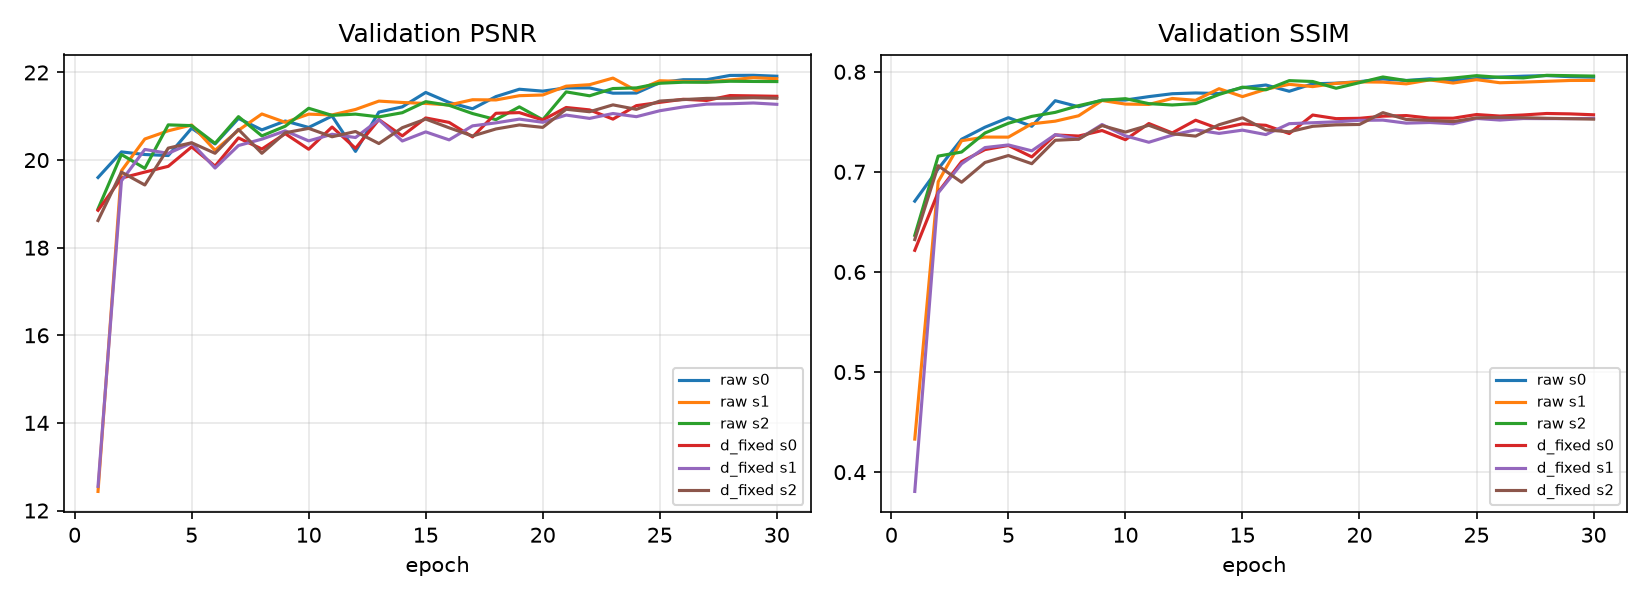 Validation PSNR
22
20
18
16
14
12
0 5 10 15 20 25 30
epoch
raw s0
raw s1
raw s2
d_fixed s0
d_fixed s1
d_fixed s2
Validation SSIM
0.8
0.7
0.6
0.5
0.4
0 5 10 15 20 25 30
epoch
raw s0
raw s1
raw s2
d_fixed s0
d_fixed s1
d_fixed s2